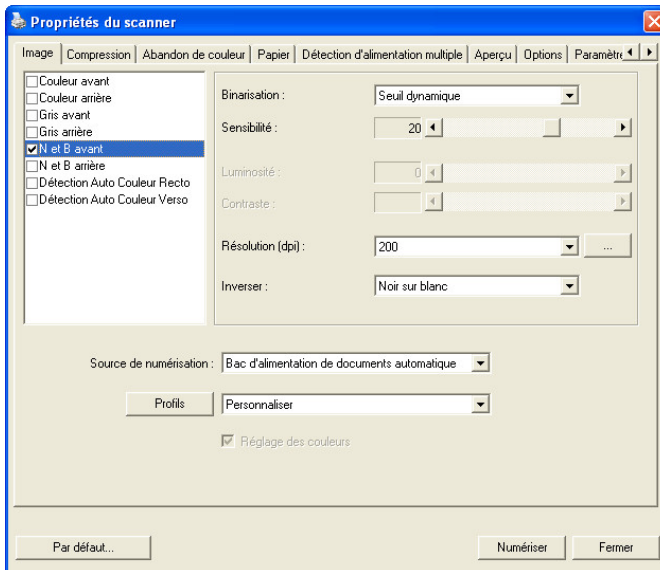 Propriétés du scanner
Image Compression Abandon de couleur Papier Détection d'alimentation multiple Aperçu Options Paramètre
Couleur avant
Couleur arrière
Gris avant
Gris arrière
N et B avant
N et B arrière
Détection Auto Couleur Recto
Détection Auto Couleur Verso
Binarisation : Seuil dynamique
Sensibilité : 20
Luminosité : 0
Contraste :
Résolution (dpi) : 200 ...
Inverser : Noir sur blanc
Source de numérisation : Bac d'alimentation de documents automatique
Profils Personnaliser
Réglage des couleurs
Par défaut... Numériser Fermer